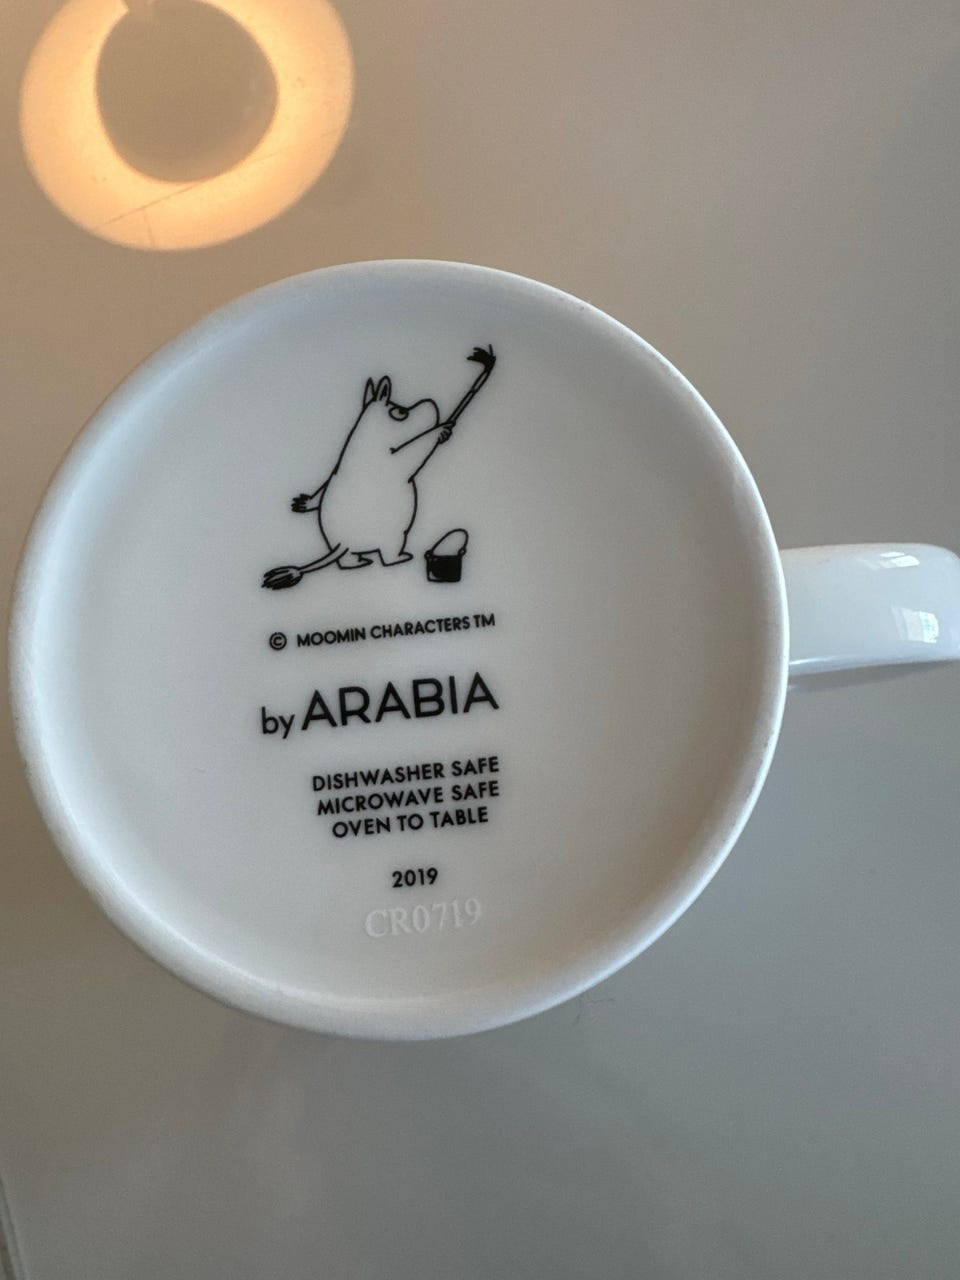 © MOOMIN CHARACTERS TM
by ARABIA
DISHWASHER SAFE
MICROWAVE SAFE
OVEN TO TABLE
2019
CR0719